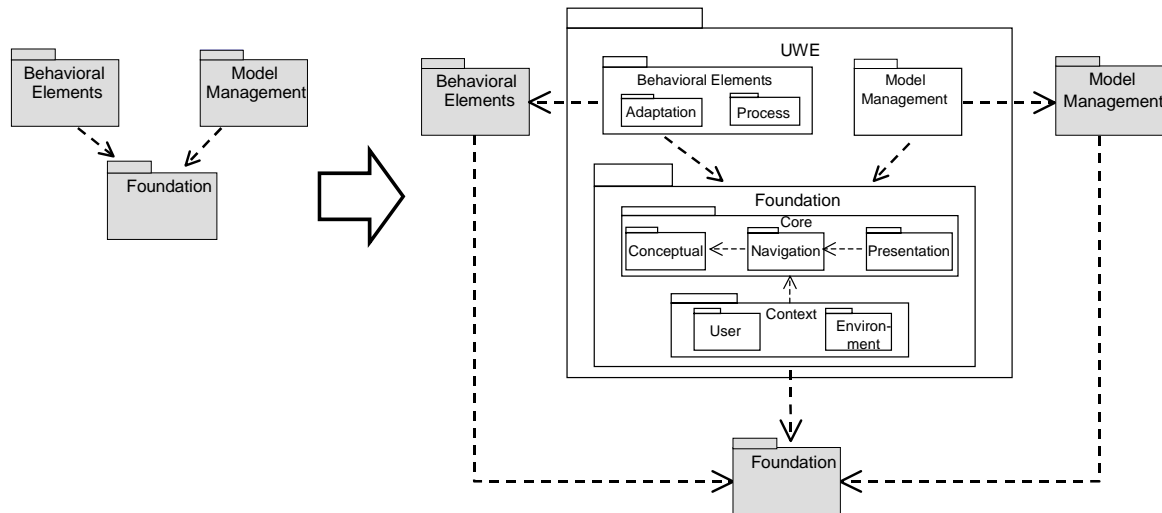 Behavioral
Elements
Model
Management
Foundation
UWE
Behavioral
Elements
Behavioral Elements
Adaptation
Process
Model
Management
Model
Management
Foundation
Core
Conceptual
Navigation
Presentation
Context
User
Environ-
ment
Foundation